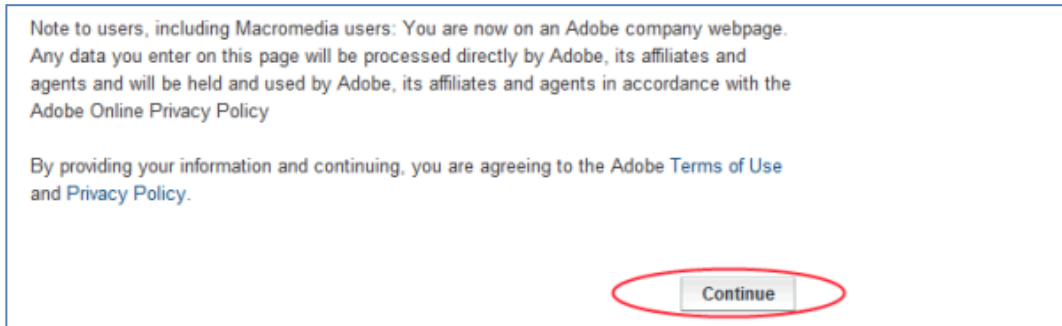 Note to users, including Macromedia users: You are now on an Adobe company webpage.
Any data you enter on this page will be processed directly by Adobe, its affiliates and
agents and will be held and used by Adobe, its affiliates and agents in accordance with the
Adobe Online Privacy Policy
By providing your information and continuing, you are agreeing to the Adobe Terms of Use
and Privacy Policy.
Continue